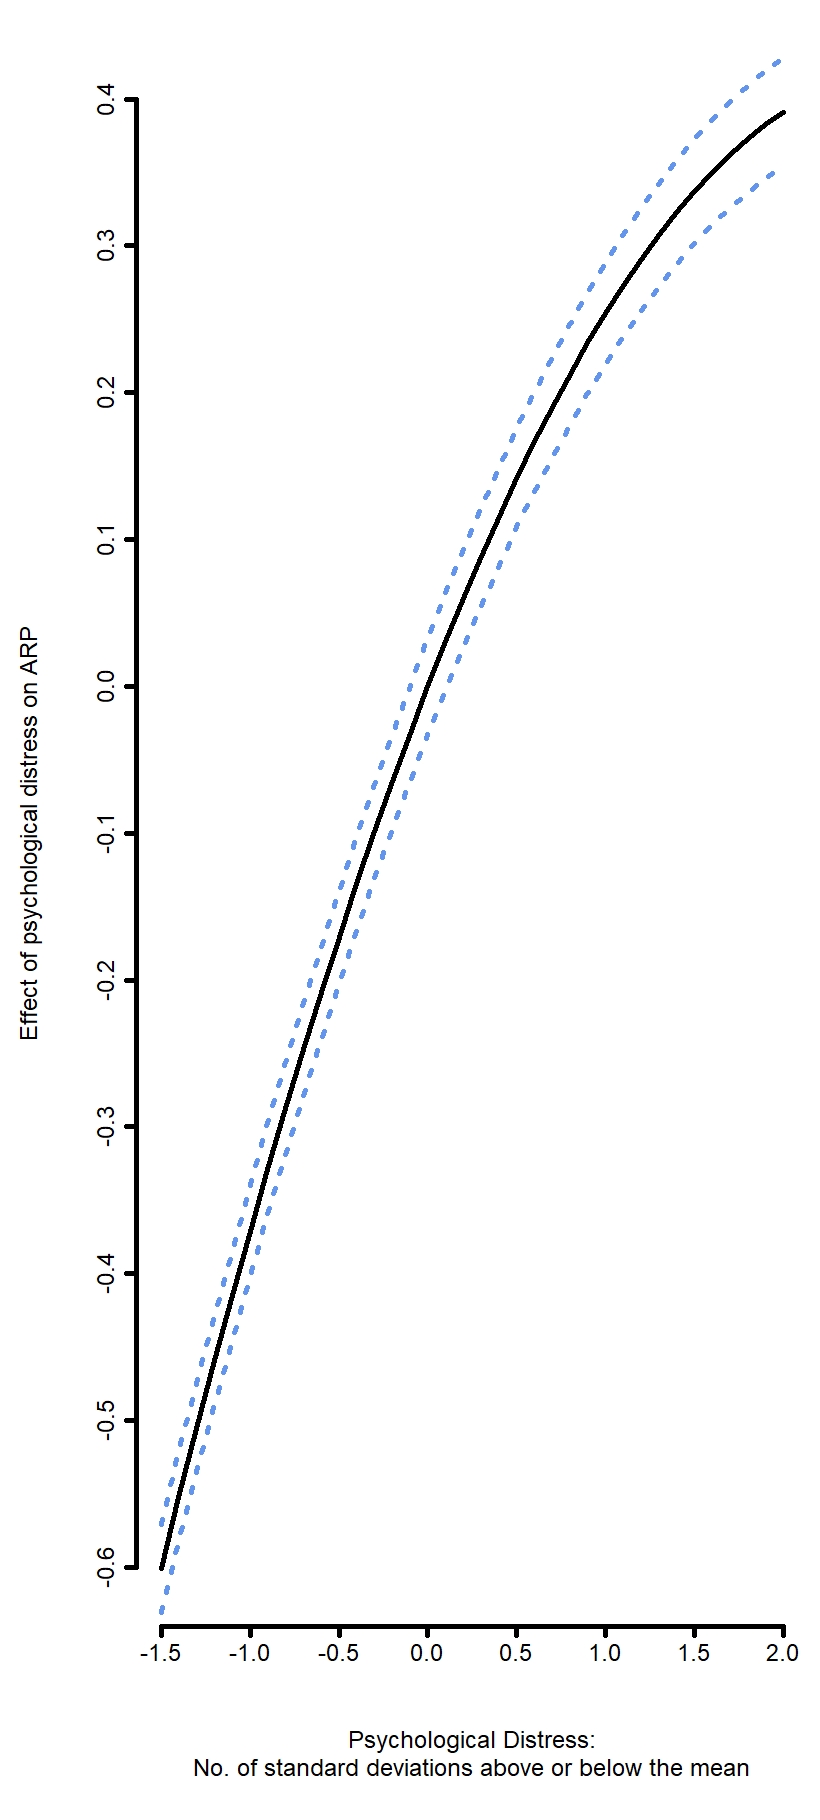 Effect of psychological distress on ARP
0.4
0.3
0.2
0.1
0.0
-0.1
-0.2
-0.3
-0.4
-0.5
-0.6
-1.5 -1.0 -0.5 0.0 0.5 1.0 1.5 2.0
Psychological Distress:
No. of standard deviations above or below the mean